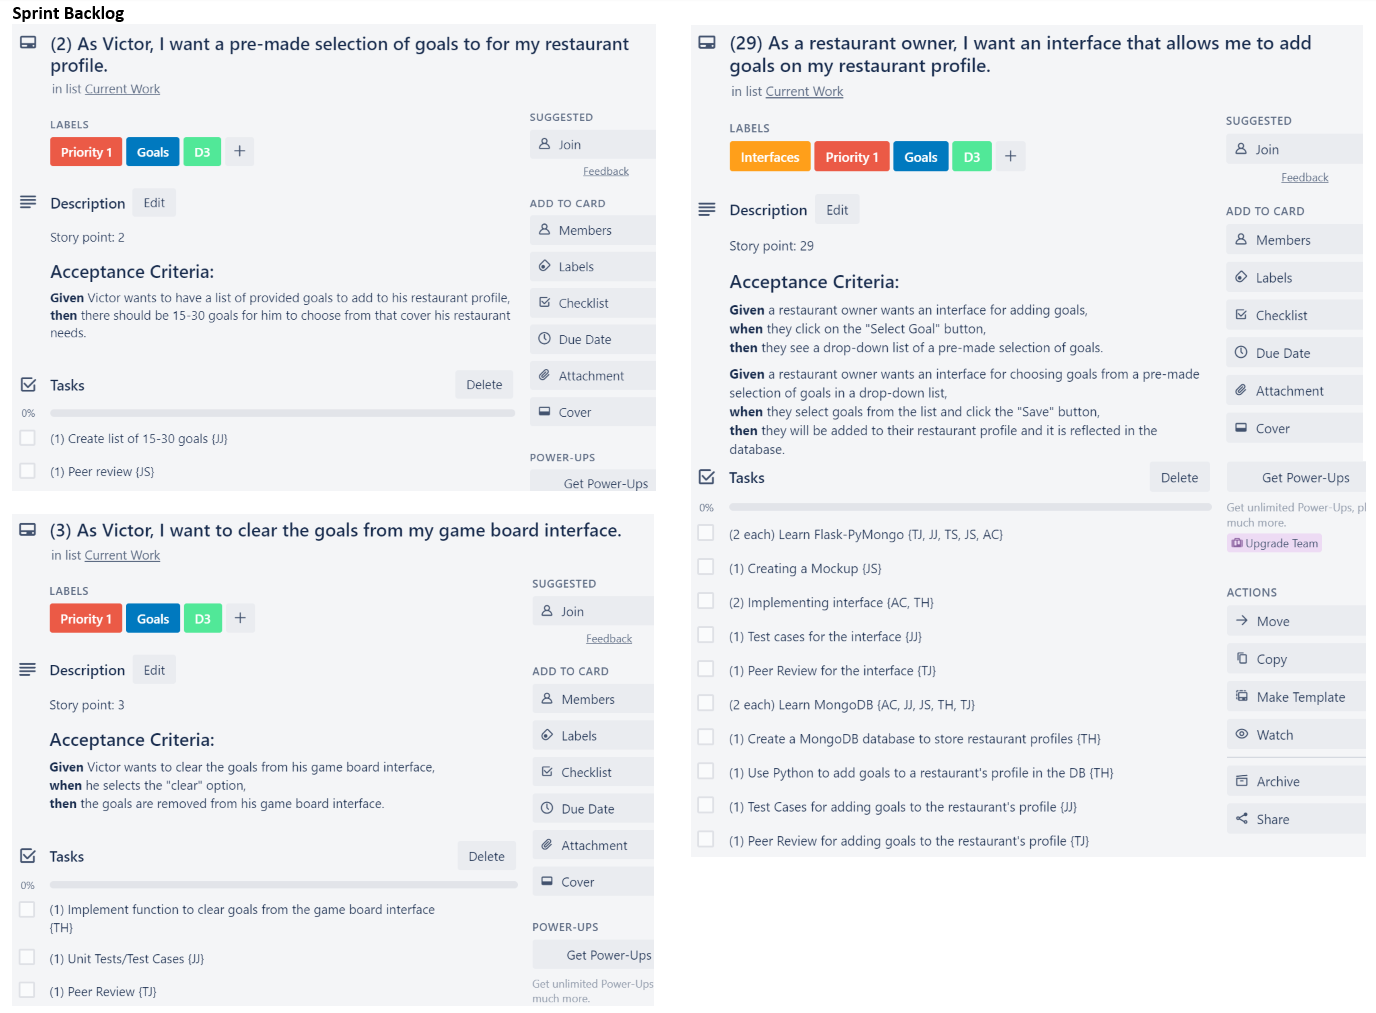 Sprint Backlog
(2) As Victor, I want a pre-made selection of goals to for my restaurant
profile.
in list Current Work
LABELS
Priority 1 Goals D3 +
Description Edit
Story point: 2
Acceptance Criteria:
Given Victor wants to have a list of provided goals to add to his restaurant profile,
then there should be 15-30 goals for him to choose from that cover his restaurant
needs.
Tasks Delete
0%
(1) Create list of 15-30 goals {JJ}
(1) Peer review {JS}
SUGGESTED
Join
Feedback
ADD TO CARD
Members
Labels
Checklist
Due Date
Attachment
Cover
POWER-UPS
Get Power-Ups
(3) As Victor, I want to clear the goals from my game board interface.
in list Current Work
LABELS
Priority 1 Goals D3 +
Description Edit
Story point: 3
Acceptance Criteria:
Given Victor wants to clear the goals from his game board interface,
when he selects the "clear" option,
then the goals are removed from his game board interface.
Tasks Delete
0%
(1) Implement function to clear goals from the game board interface
{TH}
(1) Unit Tests/Test Cases {JJ}
(1) Peer Review {TJ}
SUGGESTED
Join
Feedback
ADD TO CARD
Members
Labels
Checklist
Due Date
Attachment
Cover
POWER-UPS
Get Power-Ups
Get unlimited Power-Ups
much more.
(29) As a restaurant owner, I want an interface that allows me to add
goals on my restaurant profile.
in list Current Work
LABELS
Interfaces Priority 1 Goals D3 +
Description Edit
Story point: 29
Acceptance Criteria:
Given a restaurant owner wants an interface for adding goals,
when they click on the "Select Goal" button,
then they see a drop-down list of a pre-made selection of goals.
Given a restaurant owner wants an interface for choosing goals from a pre-made
selection of goals in a drop-down list,
when they select goals from the list and click the "Save" button,
then they will be added to their restaurant profile and it is reflected in the
database.
Tasks Delete
0%
(2 each) Learn Flask-PyMongo {TJ, JJ, TS, JS, AC}
(1) Creating a Mockup {JS}
(2) Implementing interface {AC, TH}
(1) Test cases for the interface {JJ}
(1) Peer Review for the interface {TJ}
(2 each) Learn MongoDB {AC, JJ, JS, TH, TJ}
(1) Create a MongoDB database to store restaurant profiles {TH}
(1) Use Python to add goals to a restaurant's profile in the DB {TH}
(1) Test Cases for adding goals to the restaurant's profile {JJ}
(1) Peer Review for adding goals to the restaurant's profile {TJ}
SUGGESTED
Join
Feedback
ADD TO CARD
Members
Labels
Checklist
Due Date
Attachment
Cover
Get Power-Ups
Get unlimited Power-Ups, pl
much more.
Upgrade Team
ACTIONS
Move
Copy
Make Template
Watch
Archive
Share